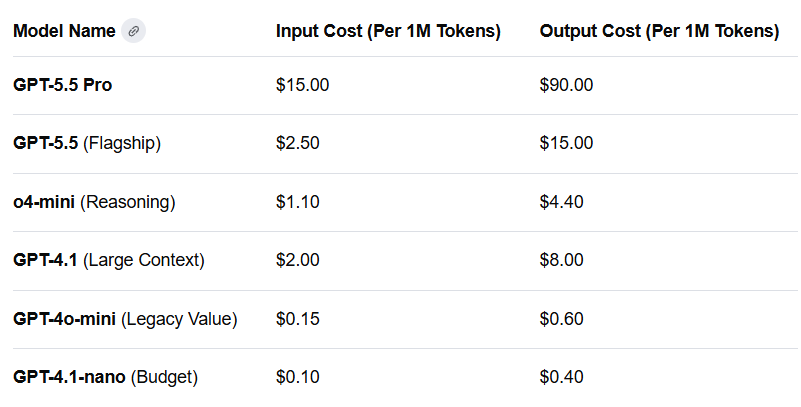 Model Name Input Cost (Per 1M Tokens) Output Cost (Per 1M Tokens)
GPT-5.5 Pro $15.00 $90.00
GPT-5.5 (Flagship) $2.50 $15.00
o4-mini (Reasoning) $1.10 $4.40
GPT-4.1 (Large Context) $2.00 $8.00
GPT-4o-mini (Legacy Value) $0.15 $0.60
GPT-4.1-nano (Budget) $0.10 $0.40